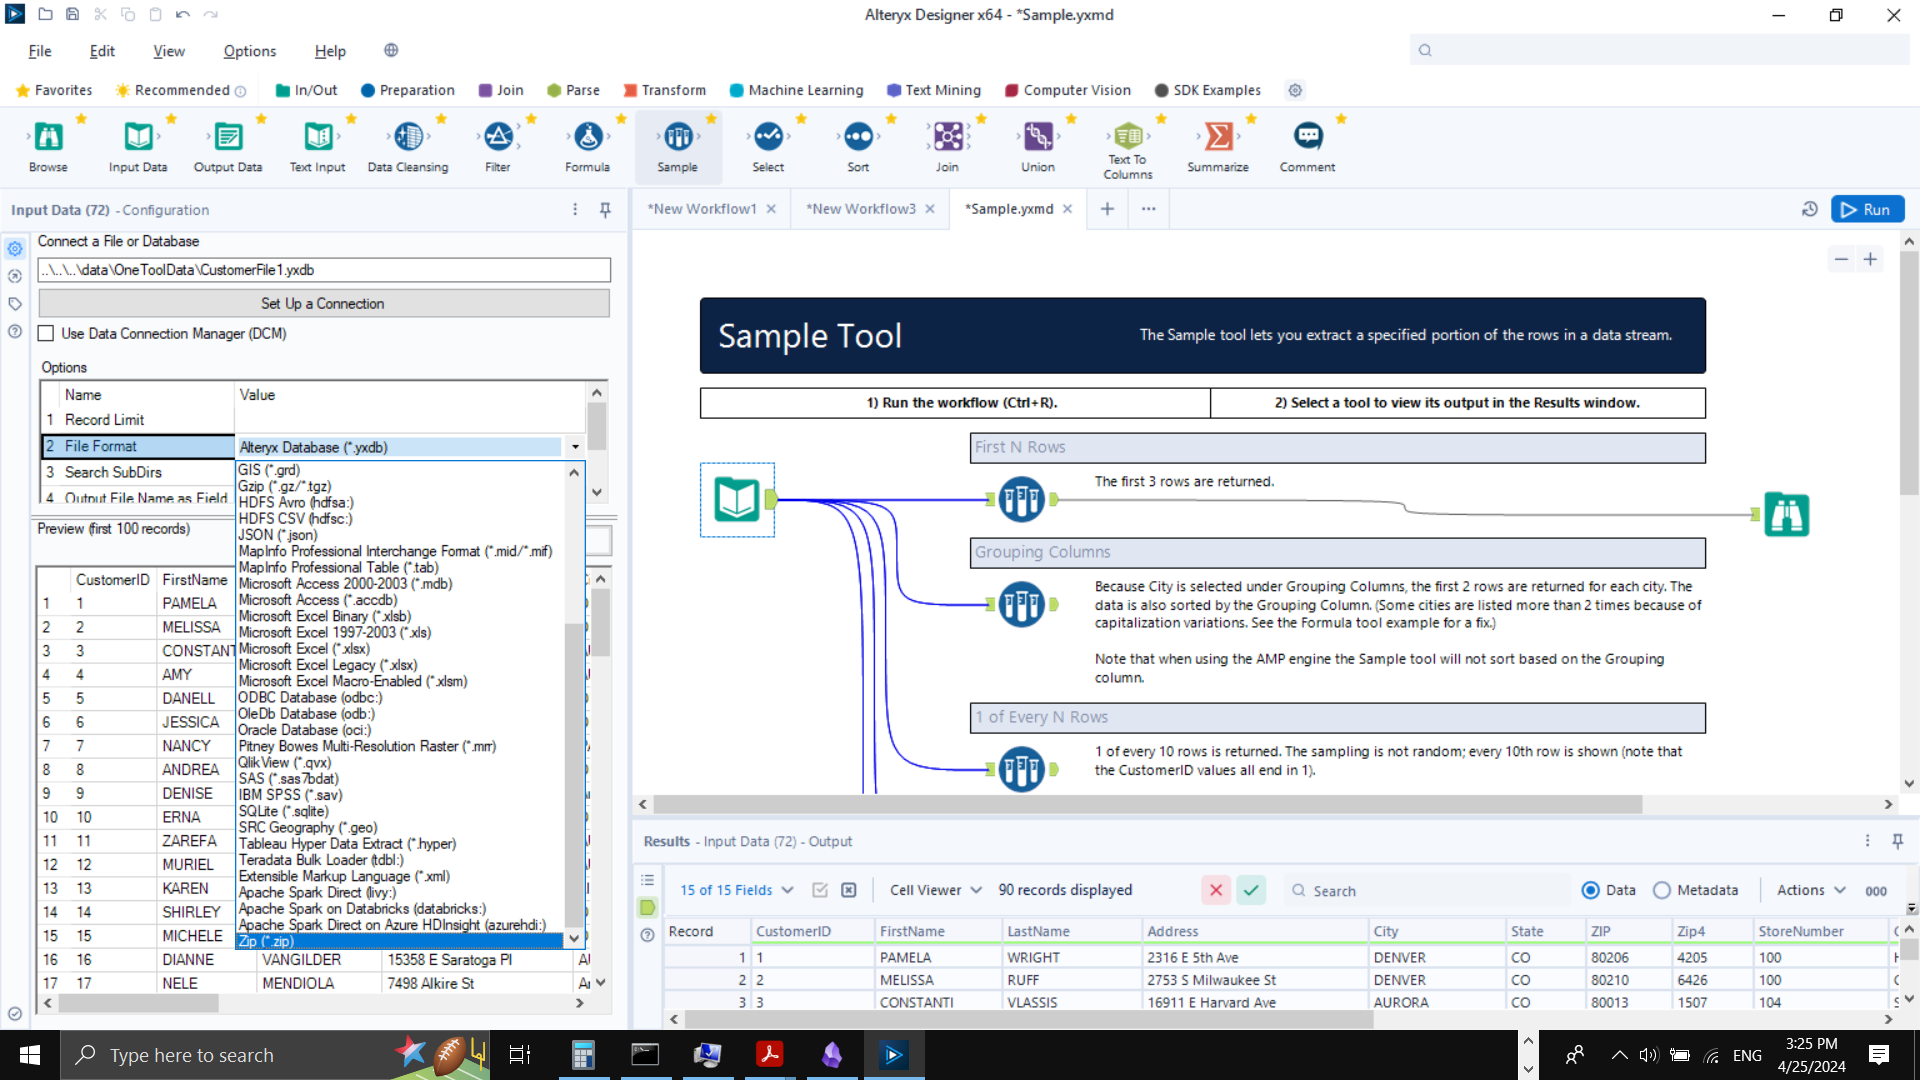 Alteryx Designer x64 - *Sample.yxmd
File Edit View Options Help
Favorites Recommended In/Out Preparation Join Parse Transform Machine Learning Text Mining Computer Vision SDK Examples
Browse Input Data Output Data Text Input Data Cleansing Filter Formula Sample Select Sort Join Union Text To Columns Summarize Comment
Input Data (72) - Configuration
*New Workflow1 *New Workflow3 *Sample.yxmd
Run
Connect a File or Database
..\..\..\data\OneToolData\CustomerFile1.yxdb
Set Up a Connection
Use Data Connection Manager (DCM)
Options
Name Value
1 Record Limit
2 File Format Alteryx Database (*.yxdb)
3 Search SubDirs
4 Output File Name as Field
GIS (*.grd)
Gzip (*.gz/*.tgz)
HDFS Avro (hdfsa:)
HDFS CSV (hdfsc:)
JSON (*.json)
MapInfo Professional Interchange Format (*.mid/*.mif)
MapInfo Professional Table (*.tab)
Microsoft Access 2000-2003 (*.mdb)
Microsoft Access (*.accdb)
Microsoft Excel Binary (*.xlsb)
Microsoft Excel 1997-2003 (*.xls)
Microsoft Excel (*.xlsx)
Microsoft Excel Legacy (*.xlsx)
Microsoft Excel Macro-Enabled (*.xlsm)
ODBC Database (odbc:)
OleDb Database (odb:)
Oracle Database (oci:)
Pitney Bowes Multi-Resolution Raster (*.mrr)
QlikView (*.qvx)
SAS (*.sas7bdat)
IBM SPSS (*.sav)
SQLite (*.sqlite)
SRC Geography (*.geo)
Tableau Hyper Data Extract (*.hyper)
Teradata Bulk Loader (tdbl:)
Extensible Markup Language (*.xml)
Apache Spark Direct (livy:)
Apache Spark on Databricks (databricks:)
Apache Spark Direct on Azure HDInsight (azurehdi:)
Zip (*.zip)
Preview (first 100 records)
CustomerID FirstName
1 1 PAMELA
2 2 MELISSA
3 3 CONSTANT
4 4 AMY
5 5 DANELL
6 6 JESSICA
7 7 NANCY
8 8 ANDREA
9 9 DENISE
10 10 ERNA
11 11 ZAREFA
12 12 MURIEL
13 13 KAREN
14 14 SHIRLEY
15 15 MICHELE
16 16 DIANNE VANGILDER 15358 E Saratoga Pl
17 17 NELE MENDIOLA 7498 Alkire St
Sample Tool
The Sample tool lets you extract a specified portion of the rows in a data stream.
1) Run the workflow (Ctrl+R).
2) Select a tool to view its output in the Results window.
First N Rows
The first 3 rows are returned.
Grouping Columns
Because City is selected under Grouping Columns, the first 2 rows are returned for each city. The
data is also sorted by the Grouping Column. (Some cities are listed more than 2 times because of
capitalization variations. See the Formula tool example for a fix.)
Note that when using the AMP engine the Sample tool will not sort based on the Grouping
column.
1 of Every N Rows
1 of every 10 rows is returned. The sampling is not random; every 10th row is shown (note that
the CustomerID values all end in 1).
Results - Input Data (72) - Output
15 of 15 Fields Cell Viewer 90 records displayed Search Data Metadata Actions 000
Record CustomerID FirstName LastName Address City State ZIP Zip4 StoreNumber
1 1 PAMELA WRIGHT 2316 E 5th Ave DENVER CO 80206 4205 100
2 2 MELISSA RUFF 2753 S Milwaukee St DENVER CO 80210 6426 100
3 3 CONSTANTI VLASSIS 16911 E Harvard Ave AURORA CO 80013 1507 104
Type here to search
ENG
3:25 PM
4/25/2024